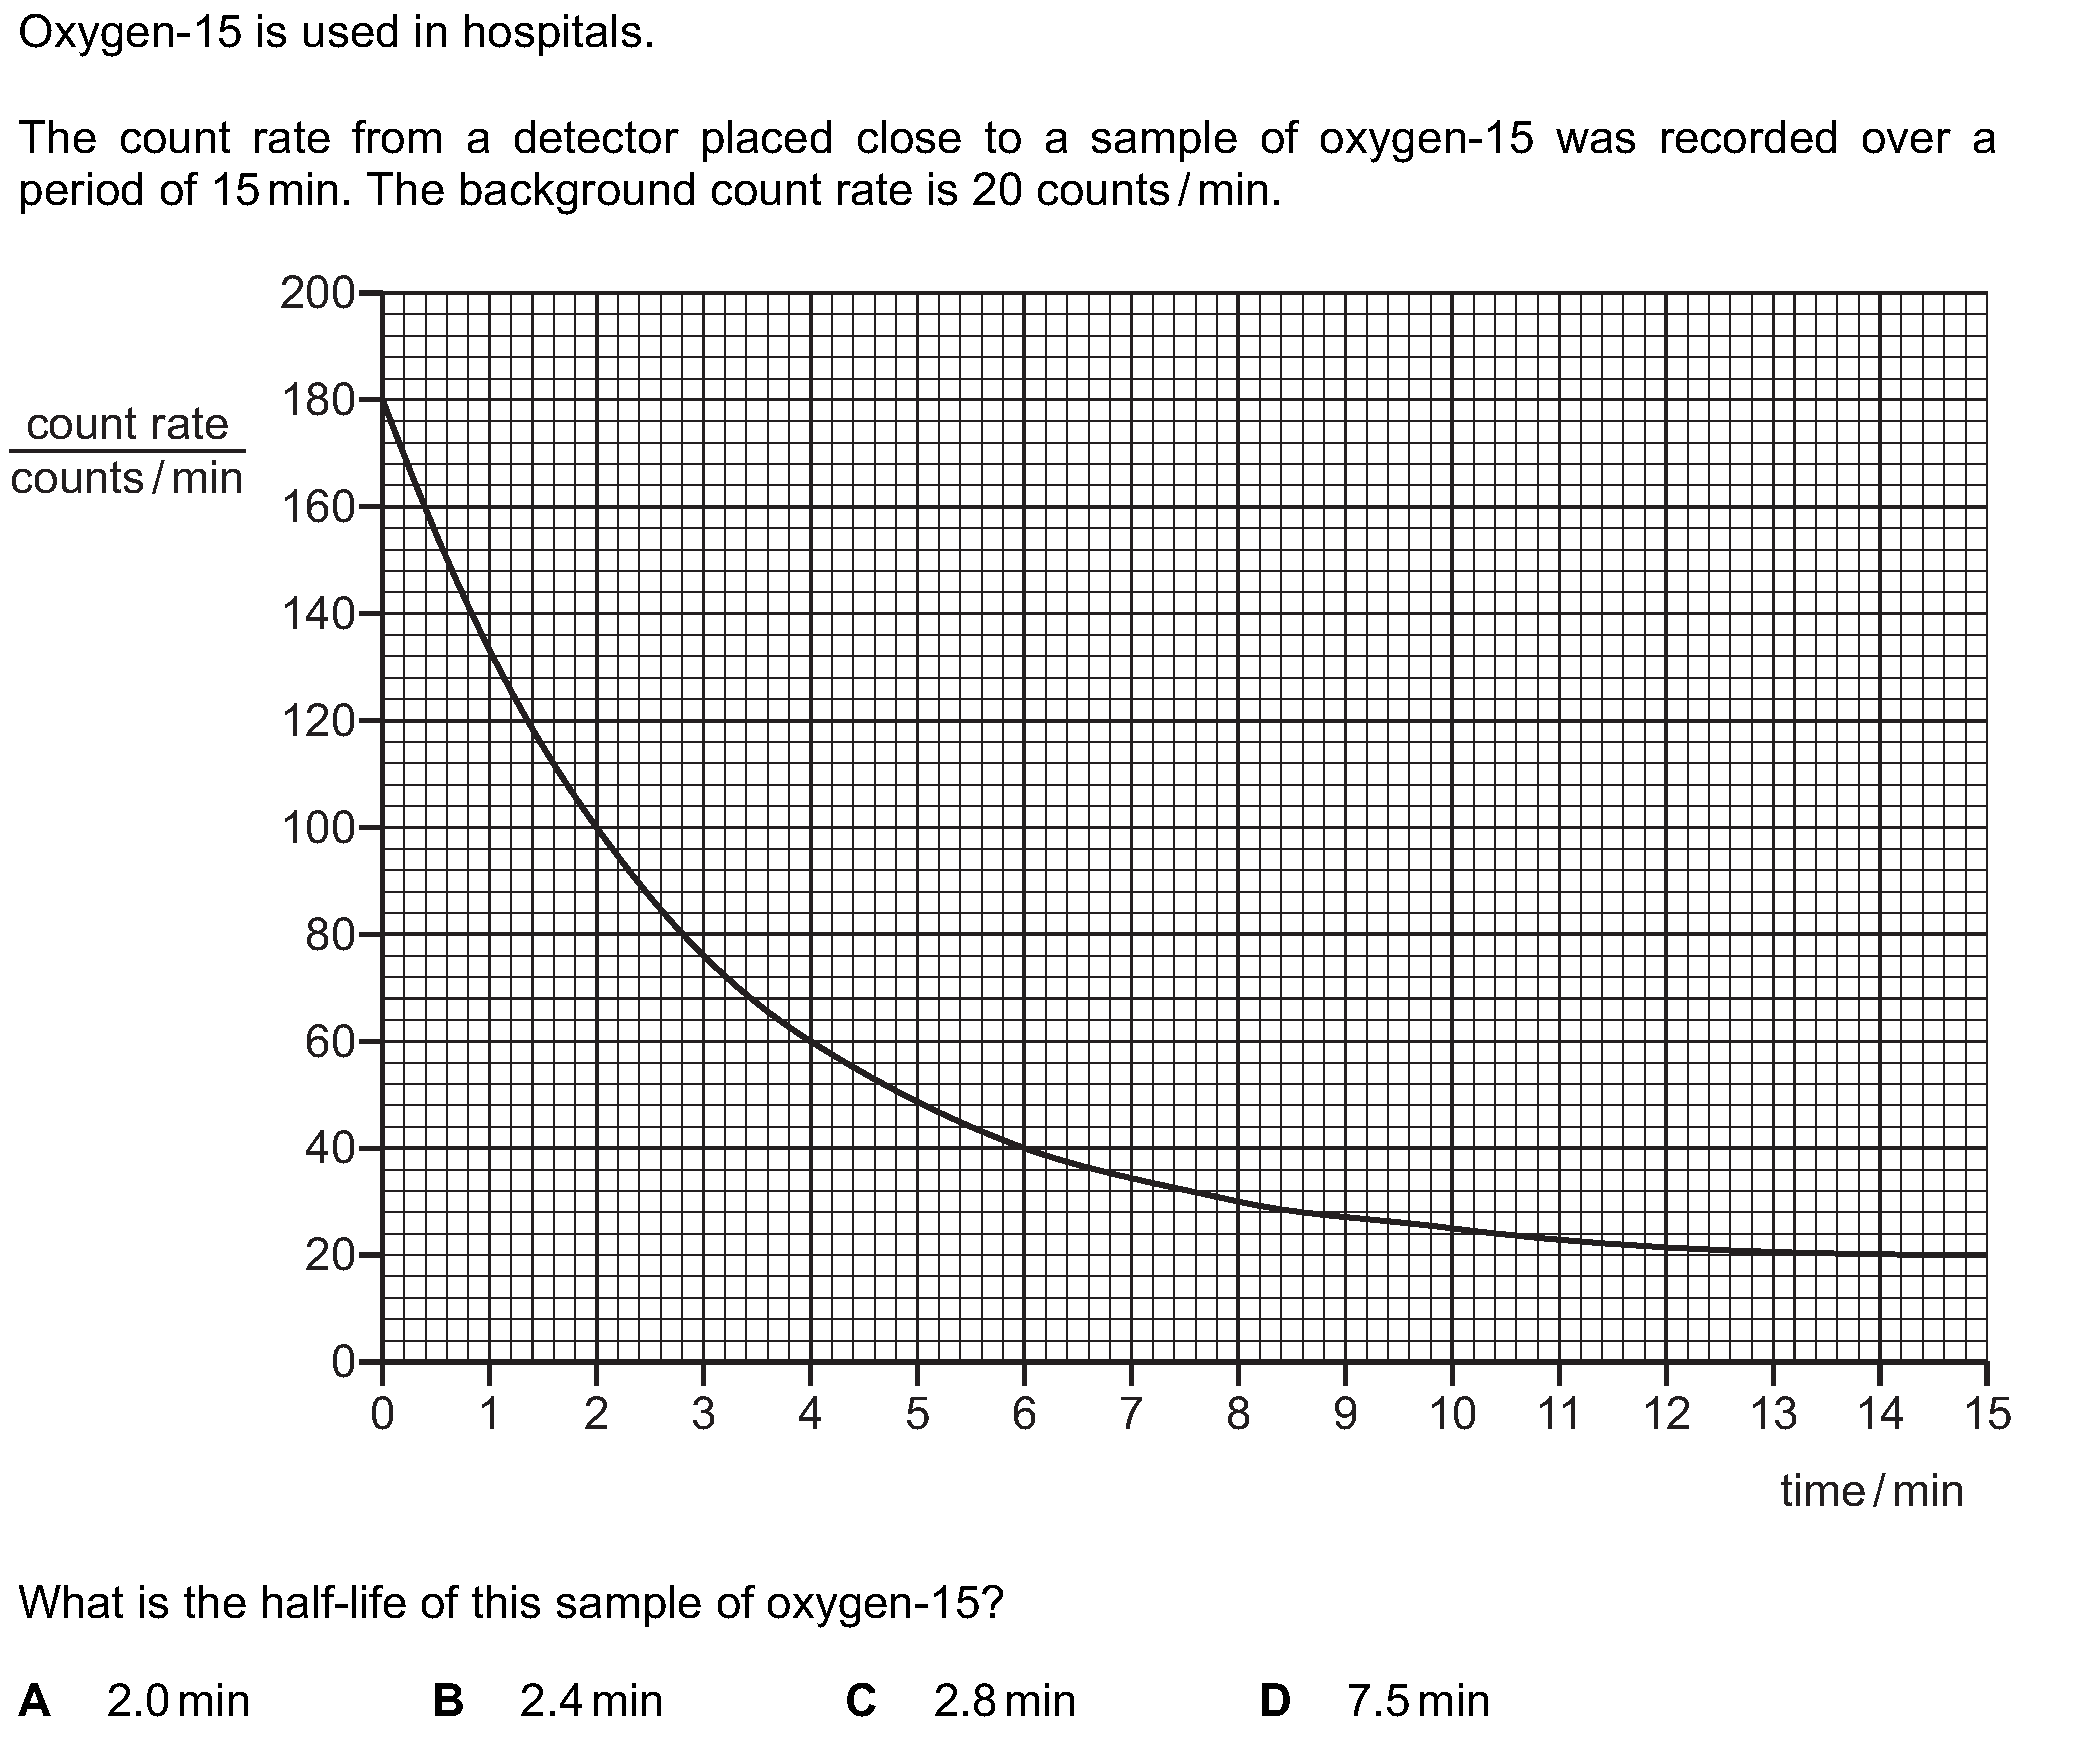 Oxygen-15 is used in hospitals.
The count rate from a detector placed close to a sample of oxygen-15 was recorded over a
period of 15 min. The background count rate is 20 counts / min.
200
180
count rate
counts / min
160
140
120
100
80
60
40
20
0
0 1 2 3 4 5 6 7 8 9 10 11 12 13 14 15
time / min
What is the half-life of this sample of oxygen-15?
A 2.0 min B 2.4 min C 2.8 min D 7.5 min